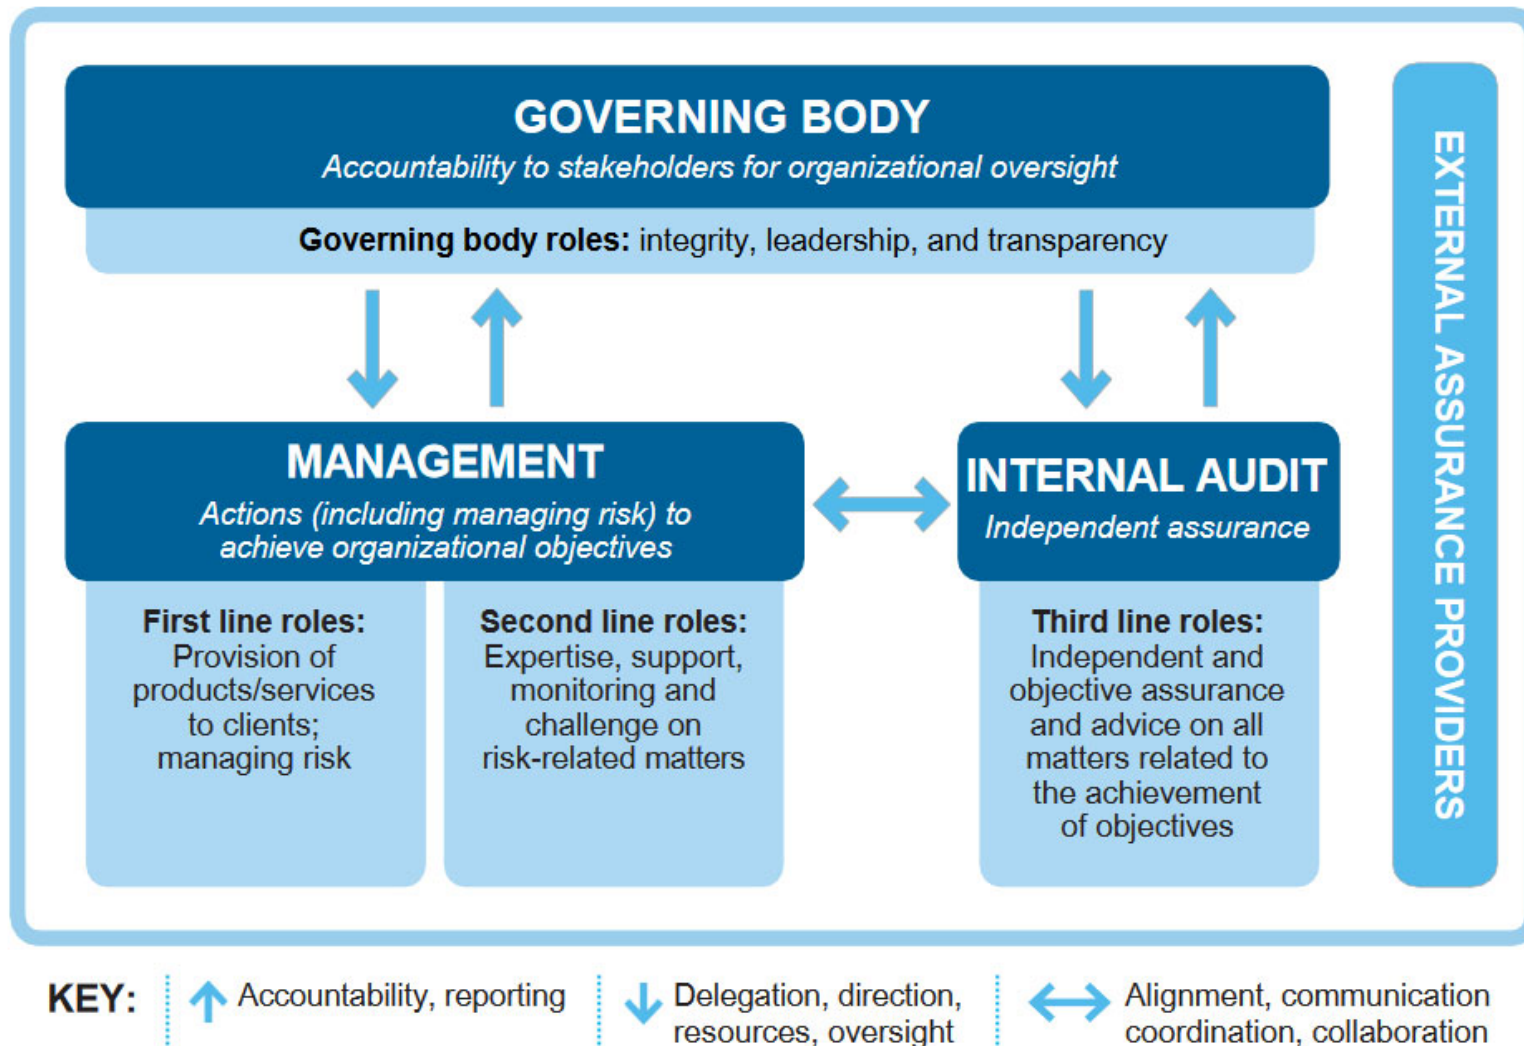 GOVERNING BODY
Accountability to stakeholders for organizational oversight
Governing body roles: integrity, leadership, and transparency
MANAGEMENT
Actions (including managing risk) to
achieve organizational objectives
First line roles:
Provision of
products/services
to clients;
managing risk
Second line roles:
Expertise, support,
monitoring and
challenge on
risk-related matters
INTERNAL AUDIT
Independent assurance
Third line roles:
Independent and
objective assurance
and advice on all
matters related to
the achievement
of objectives
EXTERNAL ASSURANCE PROVIDERS
KEY:
Accountability, reporting
Delegation, direction,
resources, oversight
Alignment, communication
coordination, collaboration